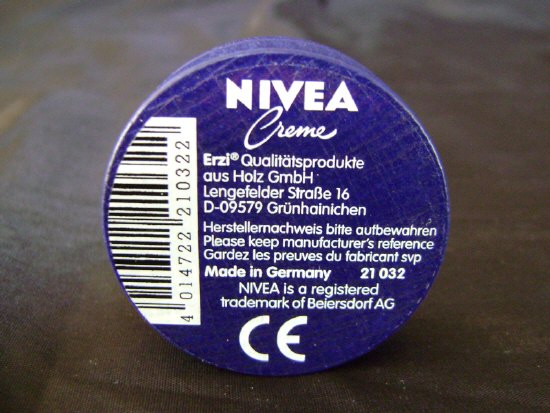 NIVEA
Creme
Erzi® Qualitätsprodukte
aus Holz GmbH
Lengefelder Straße 16
D-09579 Grünhainichen
Herstellernachweis bitte aufbewahren
Please keep manufacturer's reference
Gardez les preuves du fabricant svp
Made in Germany 21 032
NIVEA is a registered
trademark of Beiersdorf AG
CE
4 014722 210322